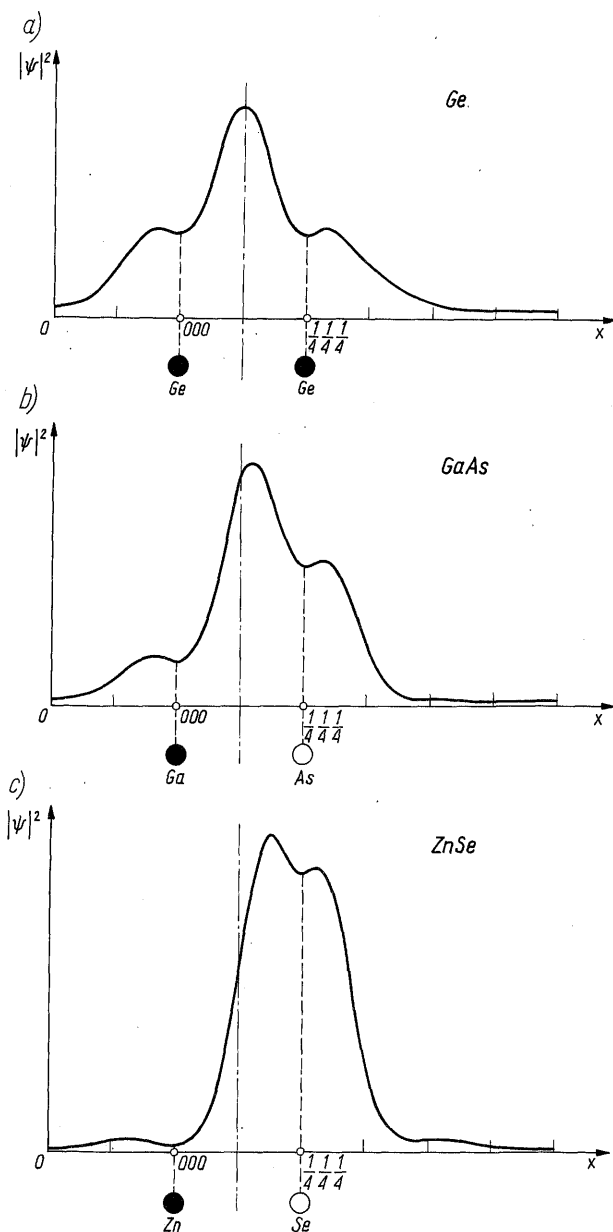 a)
|ψ|²
Ge
0
000
1/4 1/4 1/4
x
Ge
Ge
b)
|ψ|²
GaAs
0
000
1/4 1/4 1/4
x
Ga
As
c)
|ψ|²
ZnSe
0
000
1/4 1/4 1/4
x
Zn
Se